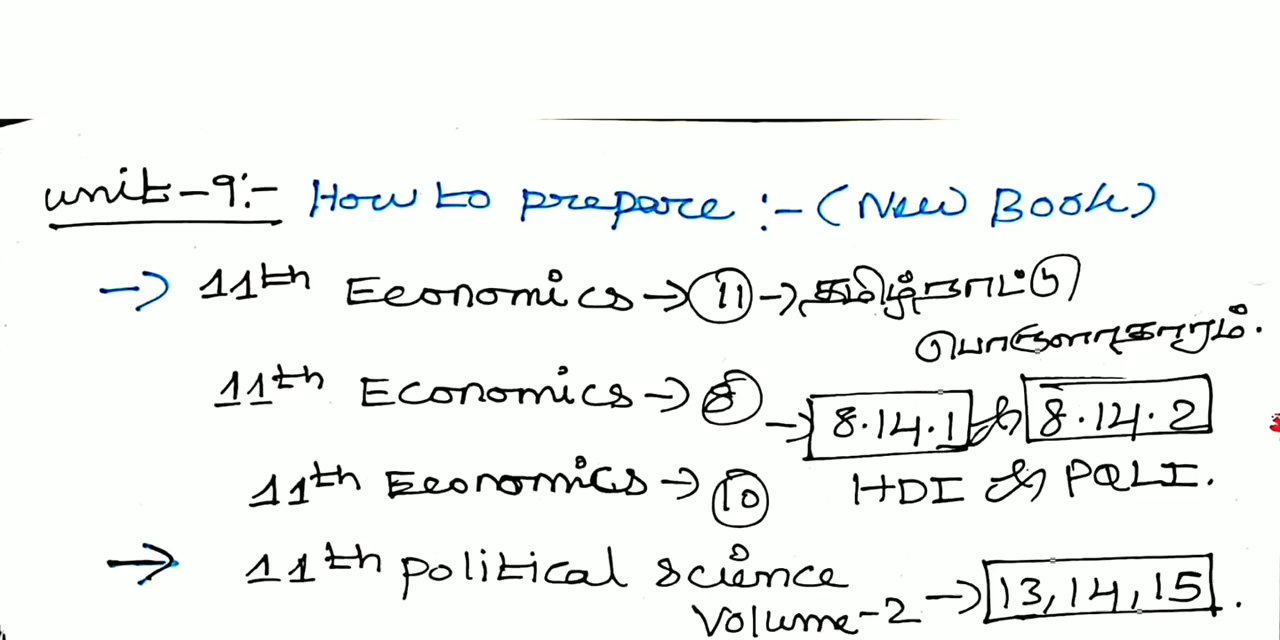 unit-9:- How to prepare :- (New Book)
→ 11th Economics → 11 → தமிழ்நாட்டு
பொருளாதாரம்.
11th Economics → 8 → 8.14.1 & 8.14.2
11th Economics → 10 HDI & PQLI.
→ 11th political science
Volume-2 → 13, 14, 15.